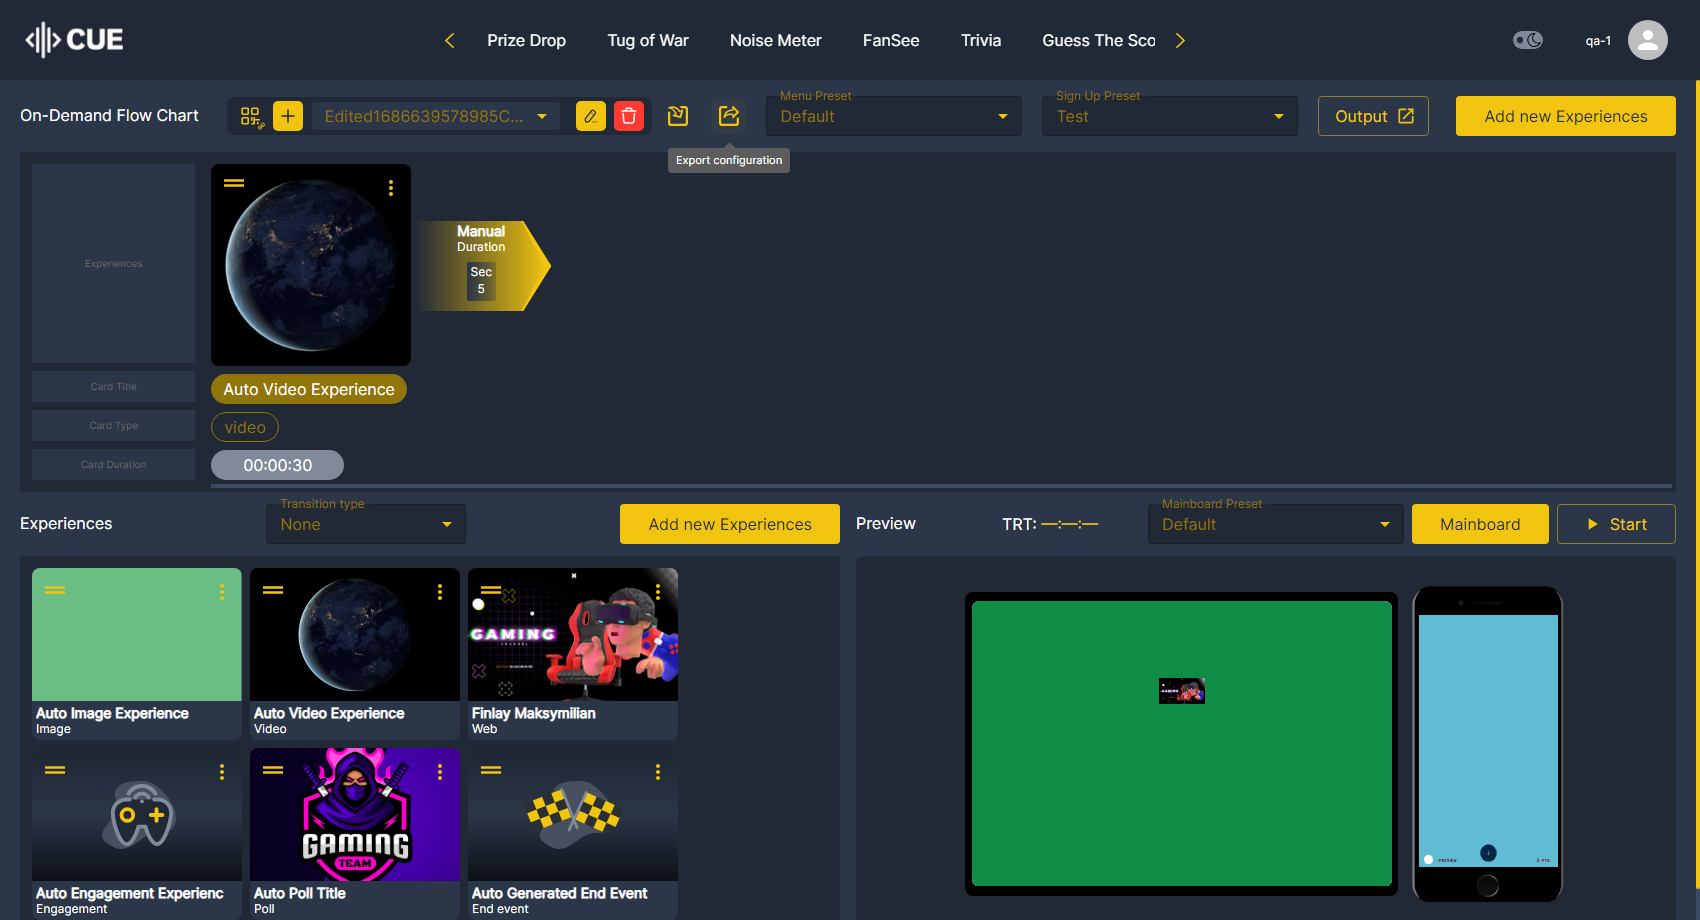 CUE
Prize Drop
Tug of War
Noise Meter
FanSee
Trivia
Guess The Sco
qa-1
On-Demand Flow Chart
Edited1686639578985C...
Menu Preset
Default
Sign Up Preset
Test
Output
Add new Experiences
Export configuration
Experiences
Manual
Duration
Sec
5
Card Title
Auto Video Experience
Card Type
video
Card Duration
00:00:30
Experiences
Transition type
None
Add new Experiences
Preview
TRT: —:—:—
Mainboard Preset
Default
Mainboard
Start
GAMING
Auto Image Experience
Image
Auto Video Experience
Video
Finlay Maksymilian
Web
GAMING
TEAM
Auto Engagement Experienc
Engagement
Auto Poll Title
Poll
Auto Generated End Event
End event
PREVIEW
0 PTS